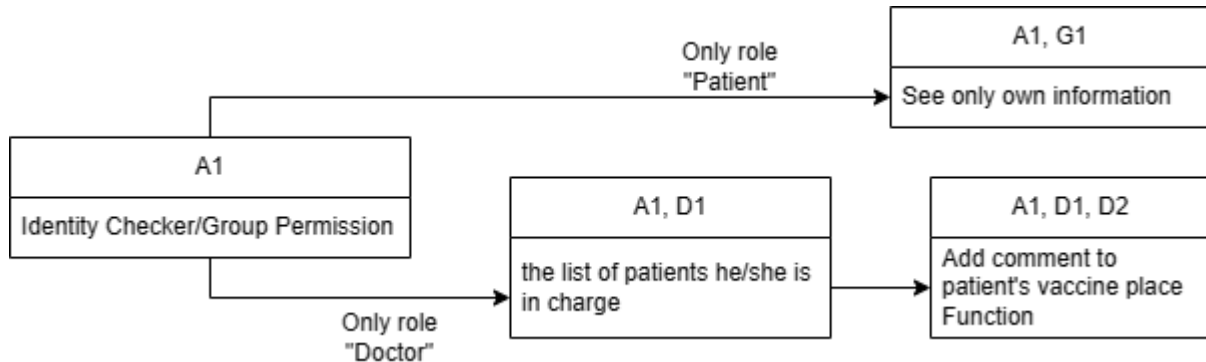 A1, G1
Only role
"Patient"
See only own information
A1
Identity Checker/Group Permission
A1, D1
A1, D1, D2
the list of patients he/she is
in charge
Add comment to
patient's vaccine place
Function
Only role
"Doctor"